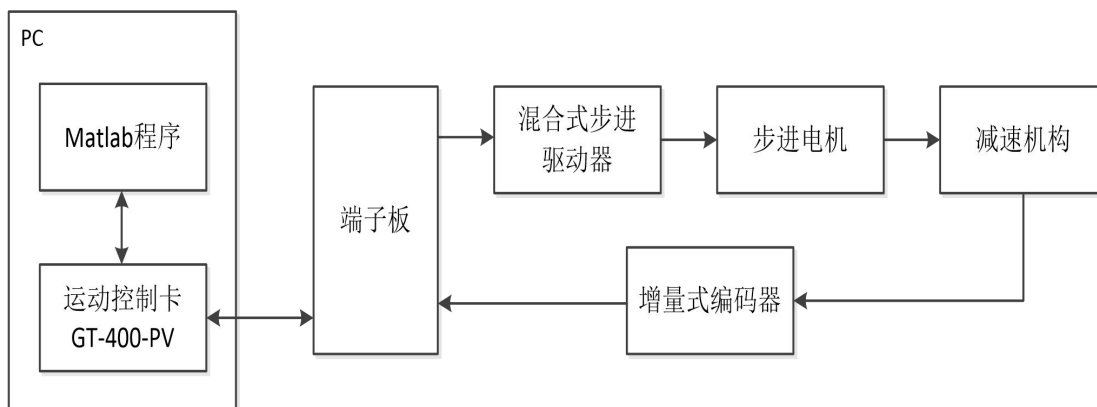 PC
Matlab程序
运动控制卡
GT-400-PV
端子板
混合式步进
驱动器
步进电机
减速机构
增量式编码器